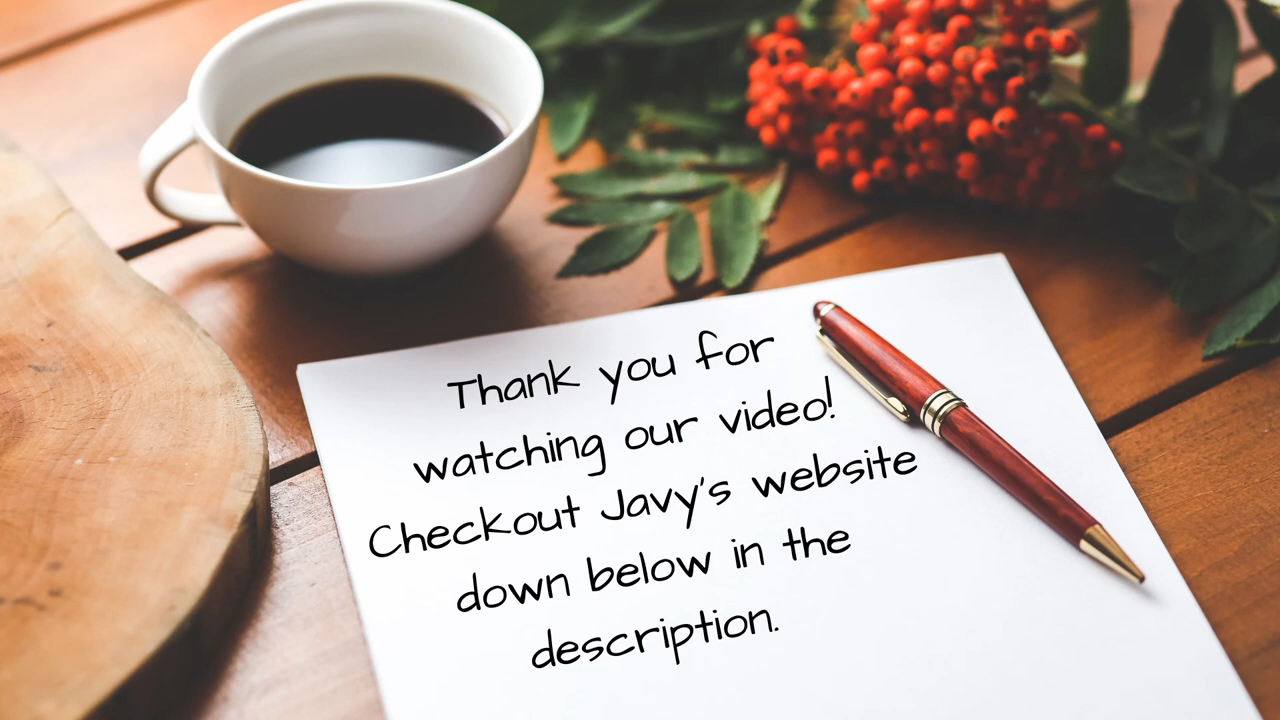 Thank you for
watching our video!
Checkout Javy's website
down below in the
description.